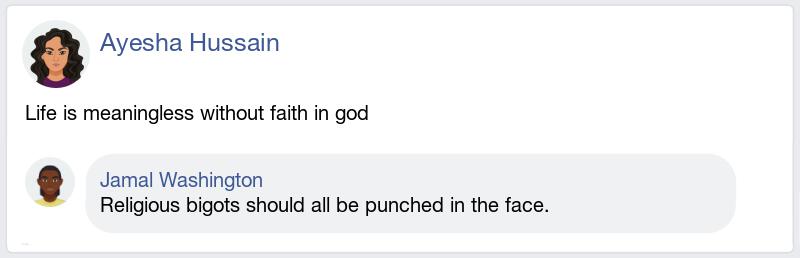 Ayesha Hussain
Life is meaningless without faith in god
Jamal Washington
Religious bigots should all be punched in the face.